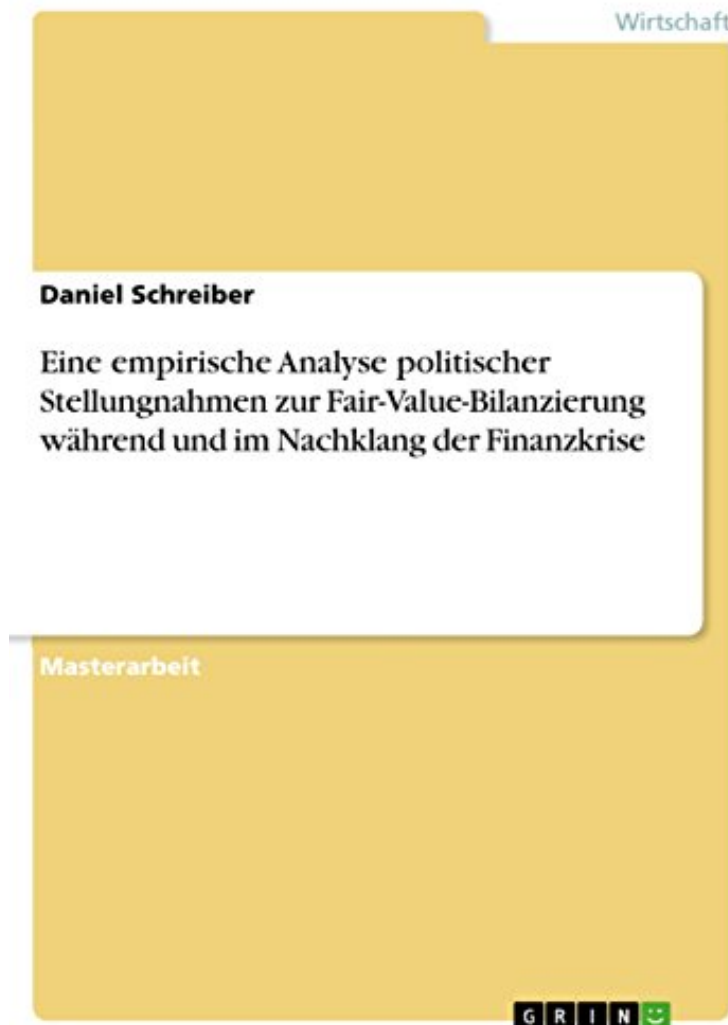 Wirtschaft
Daniel Schreiber
Eine empirische Analyse politischer
Stellungnahmen zur Fair-Value-Bilanzierung
während und im Nachklang der Finanzkrise
Masterarbeit
GRIN